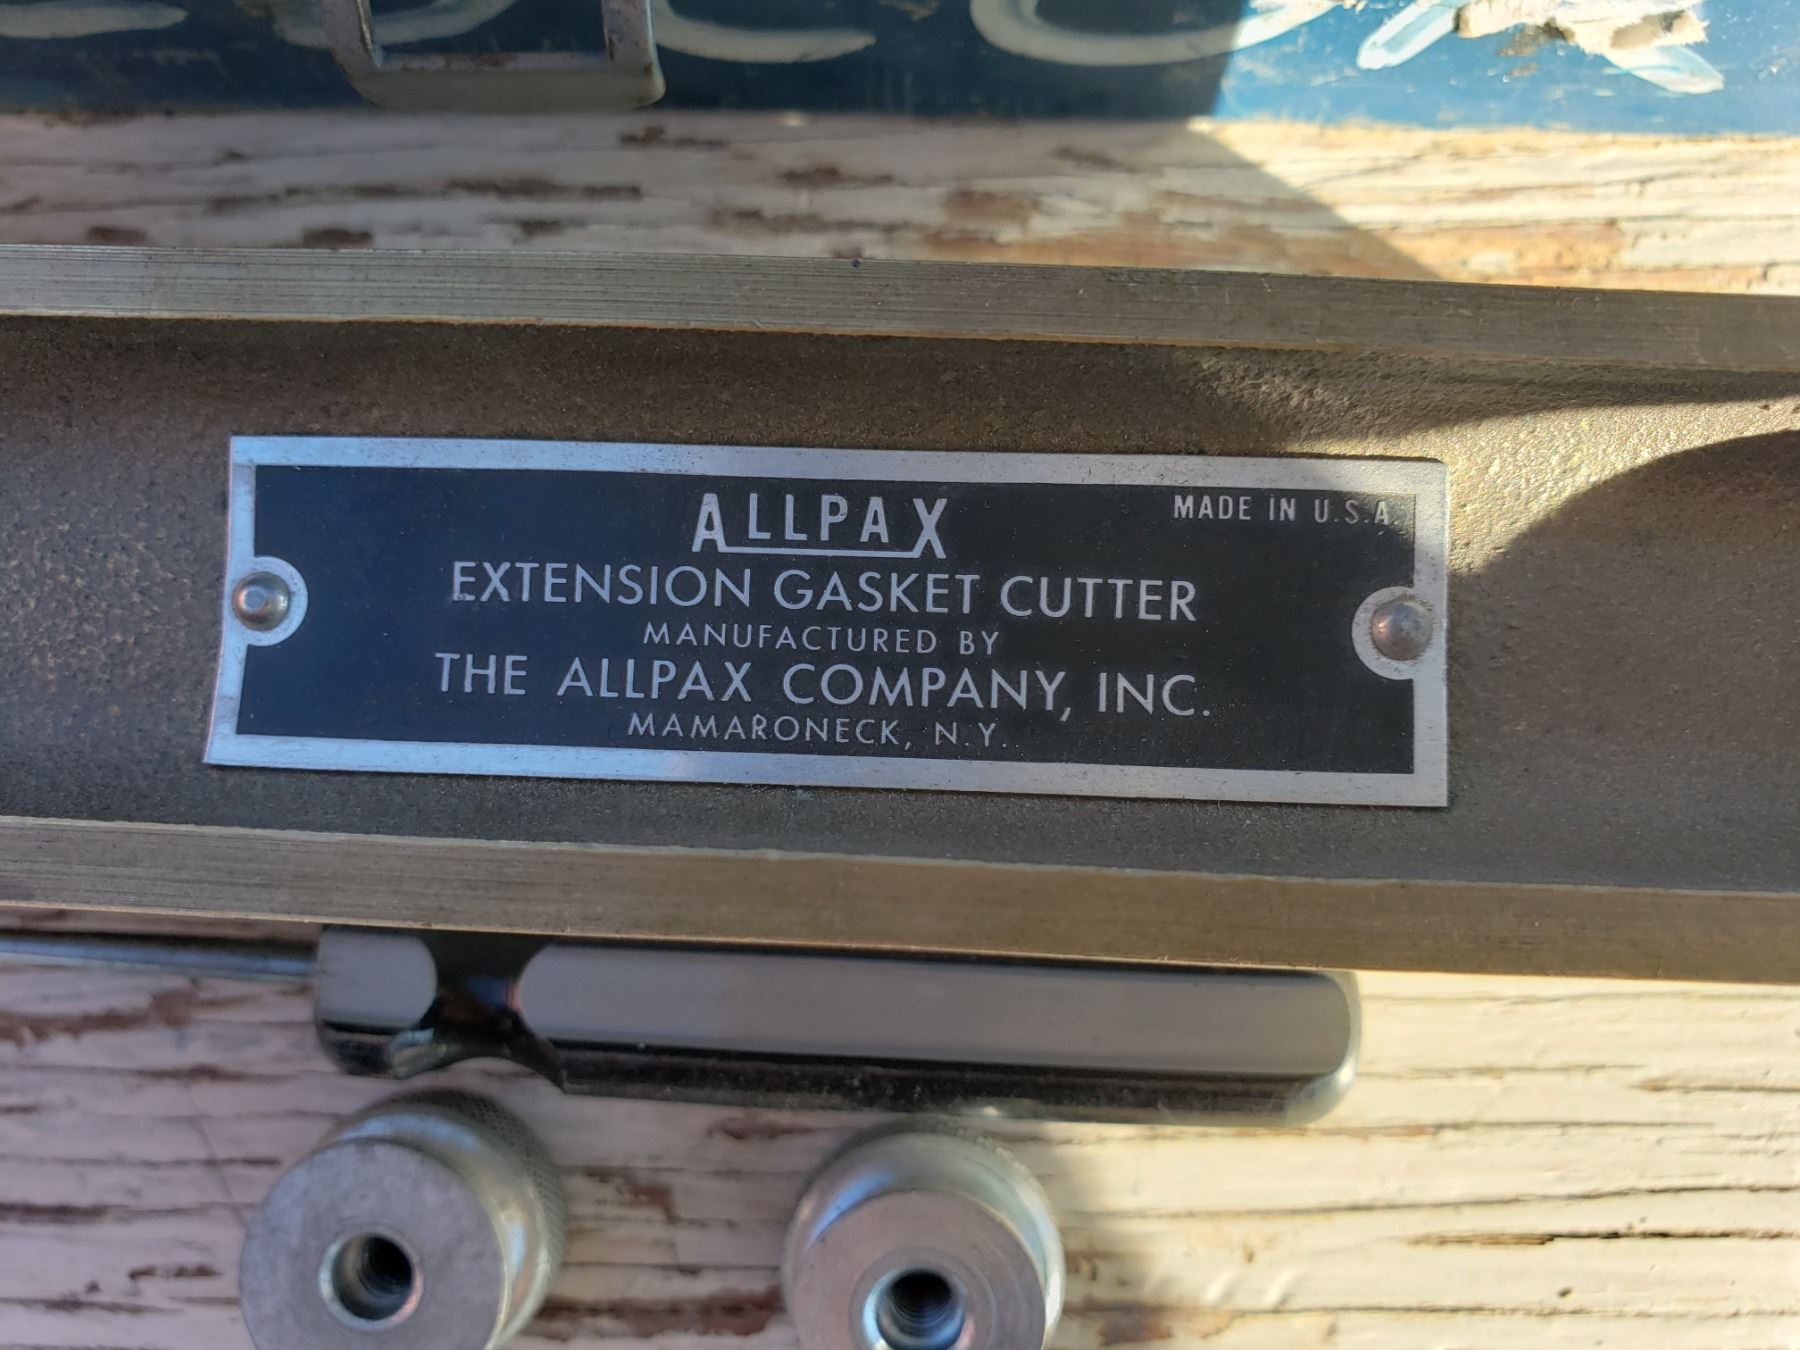 ALLPAX
MADE IN U.S.A.
EXTENSION GASKET CUTTER
MANUFACTURED BY
THE ALLPAX COMPANY, INC.
MAMARONECK, N.Y.